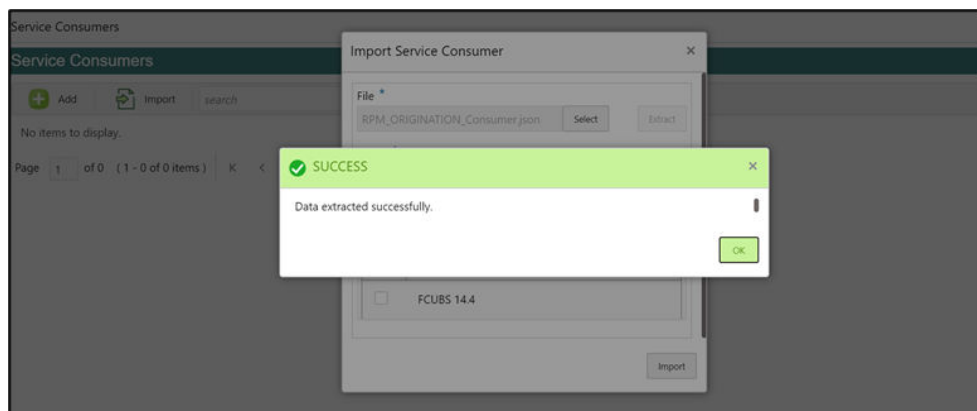 Service Consumers
Service Consumers
Add Import search
No items to display.
Page 1 of 0 ( 1 - 0 of 0 items ) K <
Import Service Consumer ×
File *
RPM_ORIGINATION_Consumer.json Select Extract
SUCCESS ×
Data extracted successfully.
OK
FCUBS 14.4
Import